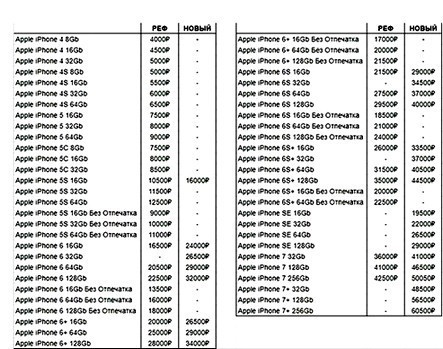 РЕФ НОВЫЙ
Apple iPhone 4 8Gb 4000Р -
Apple iPhone 4 16Gb 4500Р -
Apple iPhone 4 32Gb 5000Р -
Apple iPhone 4S 8Gb 5000Р -
Apple iPhone 4S 16Gb 5500Р -
Apple iPhone 4S 32Gb 6000Р -
Apple iPhone 4S 64Gb 6500Р -
Apple iPhone 5 16Gb 7500Р -
Apple iPhone 5 32Gb 8000Р -
Apple iPhone 5 64Gb 9000Р -
Apple iPhone 5C 8Gb 7500Р -
Apple iPhone 5C 16Gb 8000Р -
Apple iPhone 5C 32Gb 8500Р -
Apple iPhone 5S 16Gb 10500Р 16000Р
Apple iPhone 5S 32Gb 11500Р -
Apple iPhone 5S 64Gb 12500Р -
Apple iPhone 5S 16Gb Без Отпечатка 9000Р -
Apple iPhone 5S 32Gb Без Отпечатка 10000Р -
Apple iPhone 5S 64Gb Без Отпечатка 11000Р -
Apple iPhone 6 16Gb 16500Р 24000Р
Apple iPhone 6 32Gb - 26500Р
Apple iPhone 6 64Gb 20500Р 29000Р
Apple iPhone 6 128Gb 22500Р 32000Р
Apple iPhone 6 16Gb Без Отпечатка 13500Р -
Apple iPhone 6 64Gb Без Отпечатка 16000Р -
Apple iPhone 6 128Gb Без Отпечатка 18000Р -
Apple iPhone 6+ 16Gb 20000Р 26500Р
Apple iPhone 6+ 64Gb 25000Р 29000Р
Apple iPhone 6+ 128Gb 28000Р 34000Р
РЕФ НОВЫЙ
Apple iPhone 6+ 16Gb Без Отпечатка 17000Р -
Apple iPhone 6+ 64Gb Без Отпечатка 20000Р -
Apple iPhone 6+ 128Gb Без Отпечатка 21500Р -
Apple iPhone 6S 16Gb 21500Р 29000Р
Apple iPhone 6S 32Gb - 34500Р
Apple iPhone 6S 64Gb 27500Р 37000Р
Apple iPhone 6S 128Gb 29500Р 40000Р
Apple iPhone 6S 16Gb Без Отпечатка 18500Р -
Apple iPhone 6S 64Gb Без Отпечатка 21000Р -
Apple iPhone 6S 128Gb Без Отпечатка 24000Р -
Apple iPhone 6S+ 16Gb 26000Р 33500Р
Apple iPhone 6S+ 32Gb - 37000Р
Apple iPhone 6S+ 64Gb 31500Р 40500Р
Apple iPhone 6S+ 128Gb 35000Р 44500Р
Apple iPhone 6S+ 16Gb Без Отпечатка 20000Р -
Apple iPhone 6S+ 64Gb Без Отпечатка 22500Р -
Apple iPhone SE 16Gb - 19500Р
Apple iPhone SE 32Gb - 22000Р
Apple iPhone SE 64Gb - 26500Р
Apple iPhone SE 128Gb - 29000Р
Apple iPhone 7 32Gb 36000Р 41000Р
Apple iPhone 7 128Gb 41000Р 46500Р
Apple iPhone 7 256Gb 42500Р 50050Р
Apple iPhone 7+ 32Gb - 48500Р
Apple iPhone 7+ 128Gb - 56500Р
Apple iPhone 7+ 256Gb - 60500Р